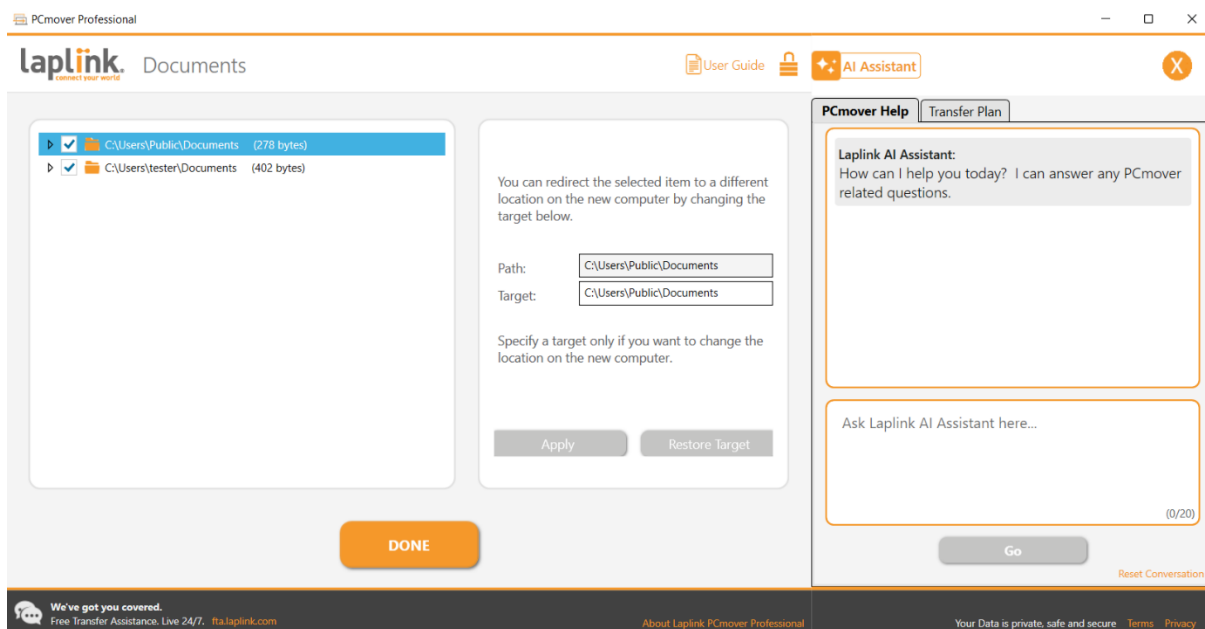 PCmover Professional
laplink.
connect your world
Documents
User Guide
AI Assistant
X
C:\Users\Public\Documents (278 bytes)
C:\Users\tester\Documents (402 bytes)
You can redirect the selected item to a different
location on the new computer by changing the
target below.
Path: C:\Users\Public\Documents
Target: C:\Users\Public\Documents
Specify a target only if you want to change the
location on the new computer.
Apply
Restore Target
DONE
PCmover Help
Transfer Plan
Laplink AI Assistant:
How can I help you today? I can answer any PCmover
related questions.
Ask Laplink AI Assistant here...
(0/20)
Go
Reset Conversation
We've got you covered.
Free Transfer Assistance. Live 24/7. fta.laplink.com
About Laplink PCmover Professional
Your Data is private, safe and secure Terms Privacy